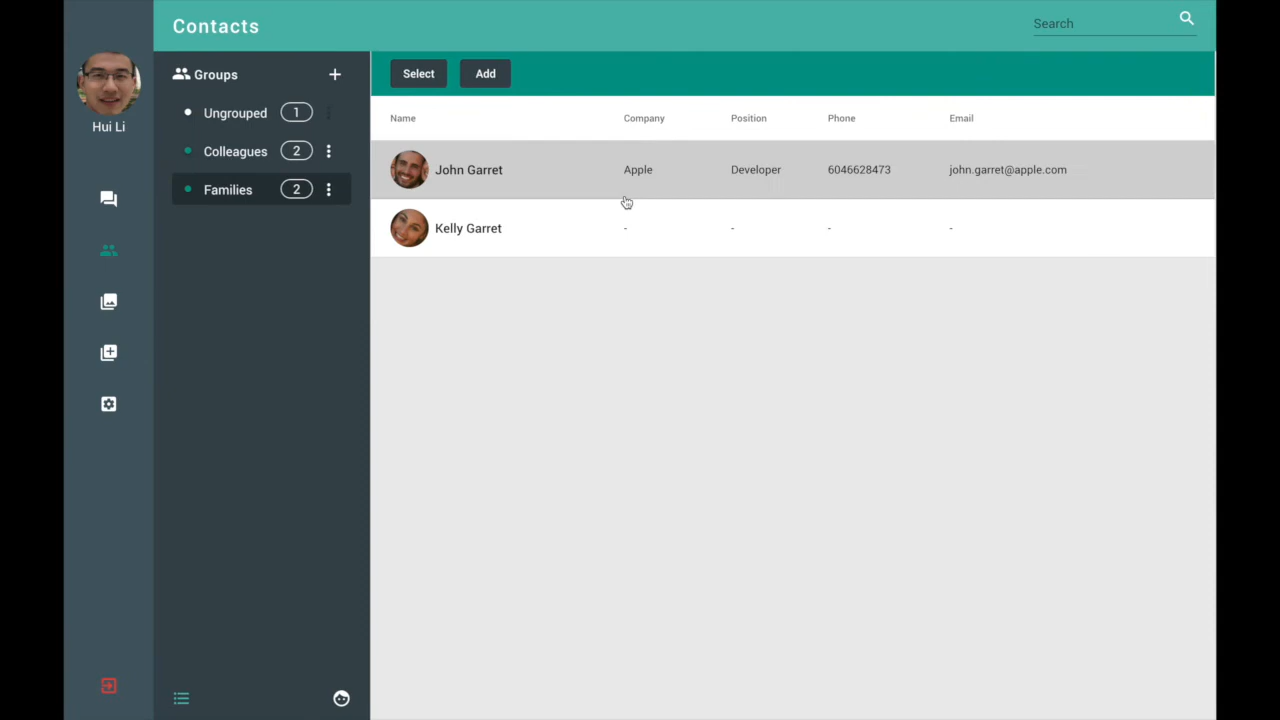 Contacts
Search
Hui Li
Groups
Ungrouped 1
Colleagues 2
Families 2
Select Add
Name Company Position Phone Email
John Garret Apple Developer 6046628473 john.garret@apple.com
Kelly Garret - - - -